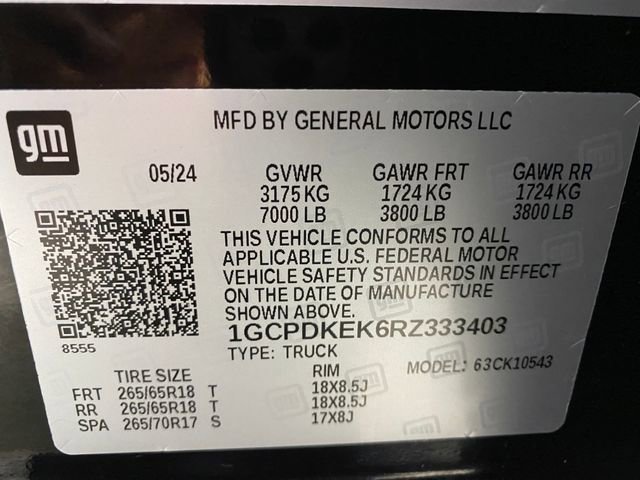 gm
MFD BY GENERAL MOTORS LLC
05/24 GVWR GAWR FRT GAWR RR
3175 KG 1724 KG 1724 KG
7000 LB 3800 LB 3800 LB
THIS VEHICLE CONFORMS TO ALL
APPLICABLE U.S. FEDERAL MOTOR
VEHICLE SAFETY STANDARDS IN EFFECT
ON THE DATE OF MANUFACTURE
SHOWN ABOVE.
1GCPDKEK6RZ333403
8555
TYPE: TRUCK
MODEL: 63CK10543
TIRE SIZE RIM
FRT 265/65R18 T 18X8.5J
RR 265/65R18 T 18X8.5J
SPA 265/70R17 S 17X8J